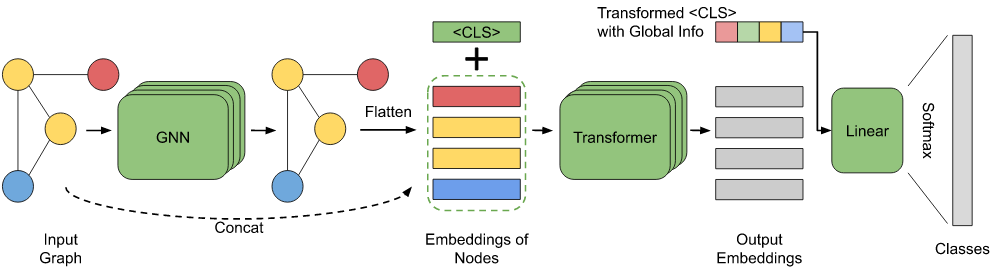 <CLS>
Transformed <CLS>
with Global Info
GNN
Flatten
Transformer
Linear
Softmax
Concat
Input
Graph
Embeddings of
Nodes
Output
Embeddings
Classes